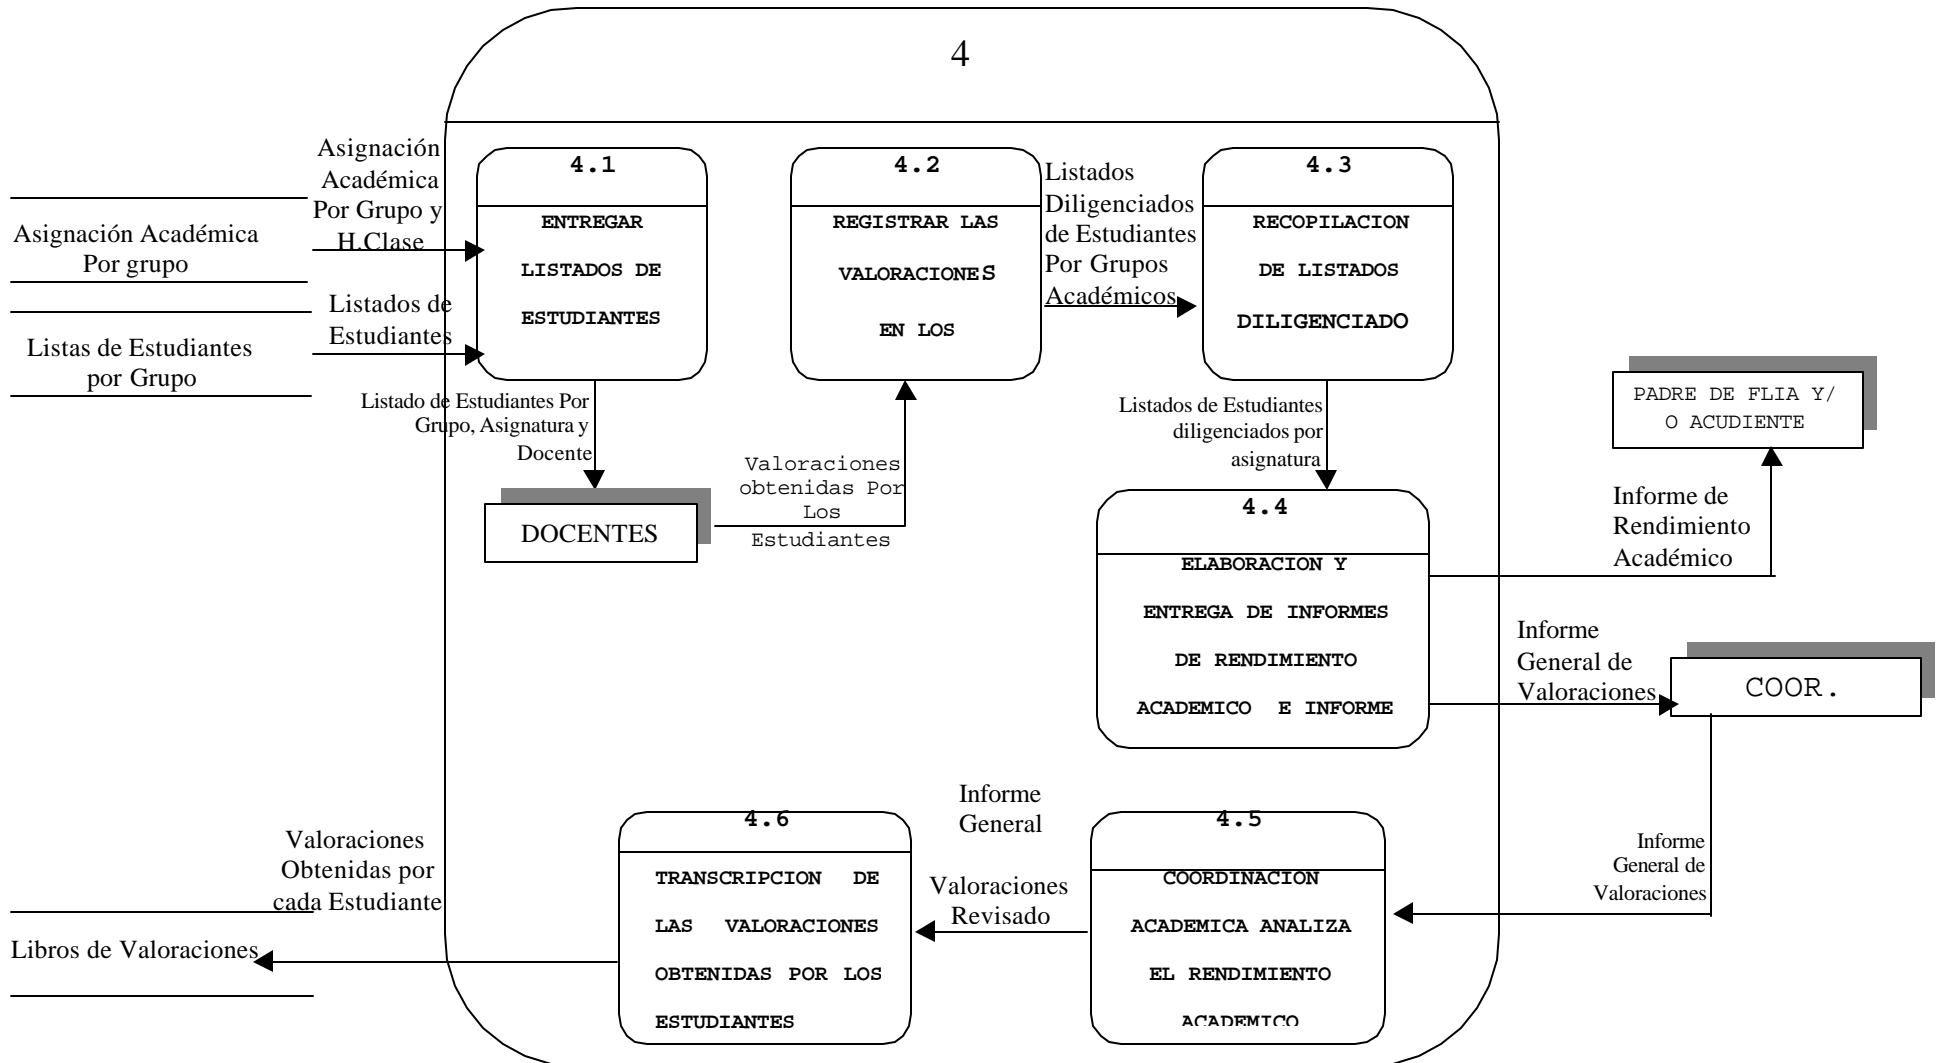 4
Asignación
Académica
Por Grupo y
H.Clase
Asignación Académica
Por grupo
Listados de
Estudiantes
Listas de Estudiantes
por Grupo
4.1
ENTREGAR
LISTADOS DE
ESTUDIANTES
4.2
REGISTRAR LAS
VALORACIONES
EN LOS
Listados
Diligenciados
de Estudiantes
Por Grupos
Académicos
4.3
RECOPILACION
DE LISTADOS
DILIGENCIADO
Listado de Estudiantes Por
Grupo, Asignatura y
Docente
DOCENTES
Valoraciones
obtenidas Por
Los
Estudiantes
Listados de Estudiantes
diligenciados por
asignatura
PADRE DE FLIA Y/
O ACUDIENTE
Informe de
Rendimiento
Académico
4.4
ELABORACION Y
ENTREGA DE INFORMES
DE RENDIMIENTO
ACADEMICO E INFORME
Informe
General de
Valoraciones
COOR.
Informe
General de
Valoraciones
4.5
COORDINACION
ACADEMICA ANALIZA
EL RENDIMIENTO
ACADEMICO
Informe
General
Valoraciones
Revisado
4.6
TRANSCRIPCION DE
LAS VALORACIONES
OBTENIDAS POR LOS
ESTUDIANTES
Valoraciones
Obtenidas por
cada Estudiante
Libros de Valoraciones